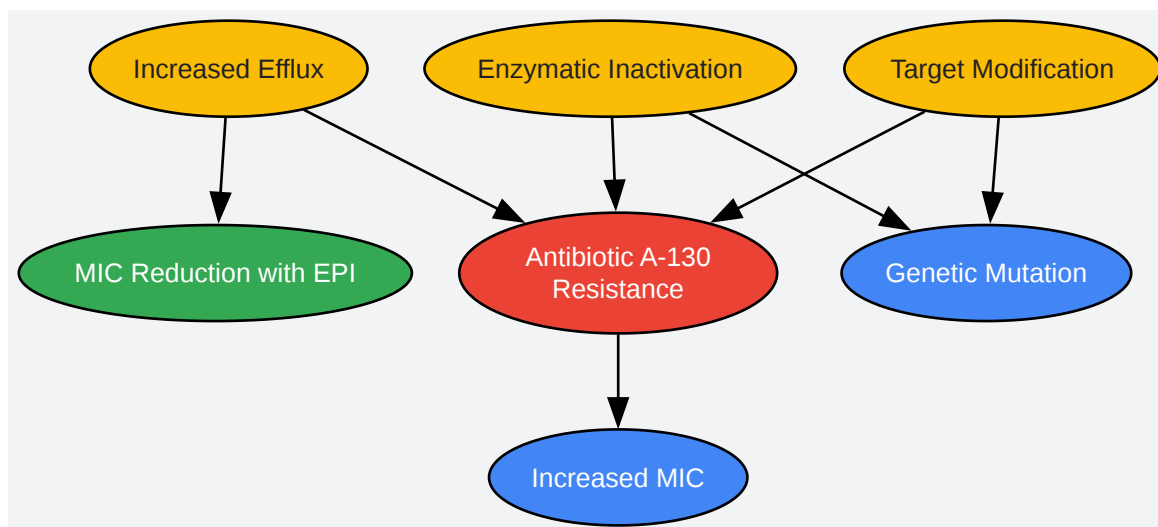 Increased Efflux
Enzymatic Inactivation
Target Modification
MIC Reduction with EPI
Antibiotic A-130
Resistance
Genetic Mutation
Increased MIC